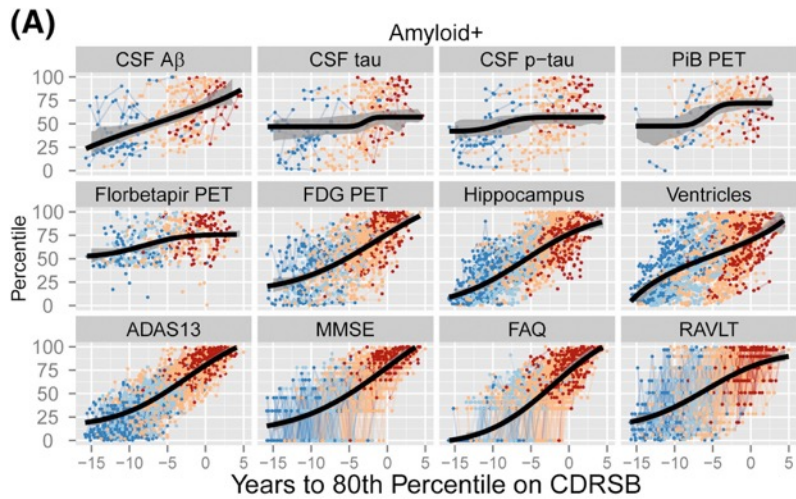 (A)
Amyloid+
CSF Aβ CSF tau CSF p-tau PiB PET
100
75
50
25
0
Florbetapir PET FDG PET Hippocampus Ventricles
100
75
50
25
0
Percentile
ADAS13 MMSE FAQ RAVLT
100
75
50
25
0
−15 −10 −5 0 5 −15 −10 −5 0 5 −15 −10 −5 0 5 −15 −10 −5 0 5
Years to 80th Percentile on CDRSB